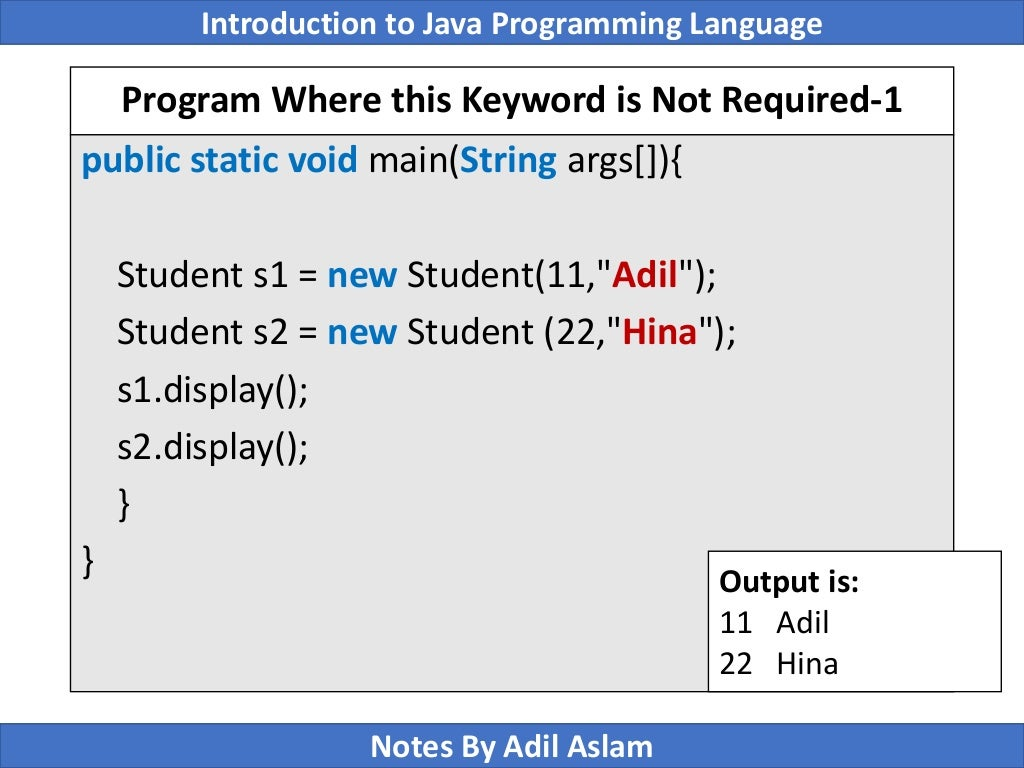 Introduction to Java Programming Language
Program Where this Keyword is Not Required-1
public static void main(String args[]){
Student s1 = new Student(11,"Adil");
Student s2 = new Student (22,"Hina");
s1.display();
s2.display();
}
}
Output is:
11 Adil
22 Hina
Notes By Adil Aslam